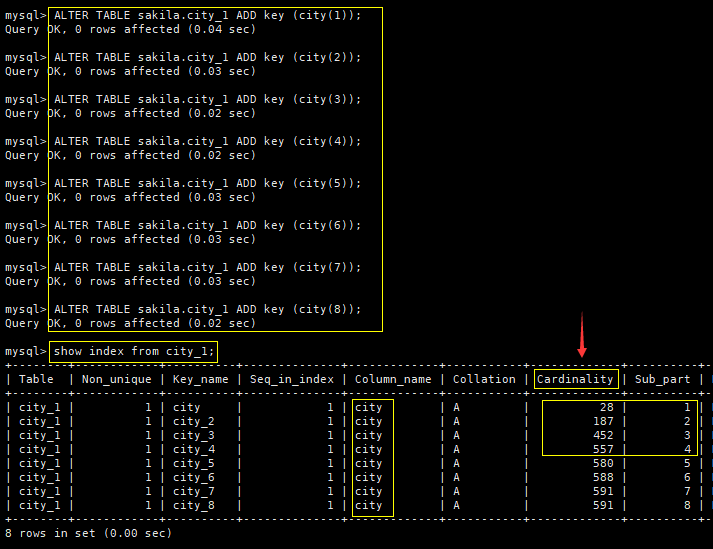 mysql> ALTER TABLE sakila.city_1 ADD key (city(1));
Query OK, 0 rows affected (0.04 sec)
mysql> ALTER TABLE sakila.city_1 ADD key (city(2));
Query OK, 0 rows affected (0.03 sec)
mysql> ALTER TABLE sakila.city_1 ADD key (city(3));
Query OK, 0 rows affected (0.02 sec)
mysql> ALTER TABLE sakila.city_1 ADD key (city(4));
Query OK, 0 rows affected (0.02 sec)
mysql> ALTER TABLE sakila.city_1 ADD key (city(5));
Query OK, 0 rows affected (0.03 sec)
mysql> ALTER TABLE sakila.city_1 ADD key (city(6));
Query OK, 0 rows affected (0.03 sec)
mysql> ALTER TABLE sakila.city_1 ADD key (city(7));
Query OK, 0 rows affected (0.03 sec)
mysql> ALTER TABLE sakila.city_1 ADD key (city(8));
Query OK, 0 rows affected (0.02 sec)
mysql> show index from city_1;
| Table | Non_unique | Key_name | Seq_in_index | Column_name | Collation | Cardinality | Sub_part |
| city_1 | 1 | city | 1 | city | A | 28 | 1 |
| city_1 | 1 | city_2 | 1 | city | A | 187 | 2 |
| city_1 | 1 | city_3 | 1 | city | A | 452 | 3 |
| city_1 | 1 | city_4 | 1 | city | A | 557 | 4 |
| city_1 | 1 | city_5 | 1 | city | A | 580 | 5 |
| city_1 | 1 | city_6 | 1 | city | A | 588 | 6 |
| city_1 | 1 | city_7 | 1 | city | A | 591 | 7 |
| city_1 | 1 | city_8 | 1 | city | A | 591 | 8 |
8 rows in set (0.00 sec)